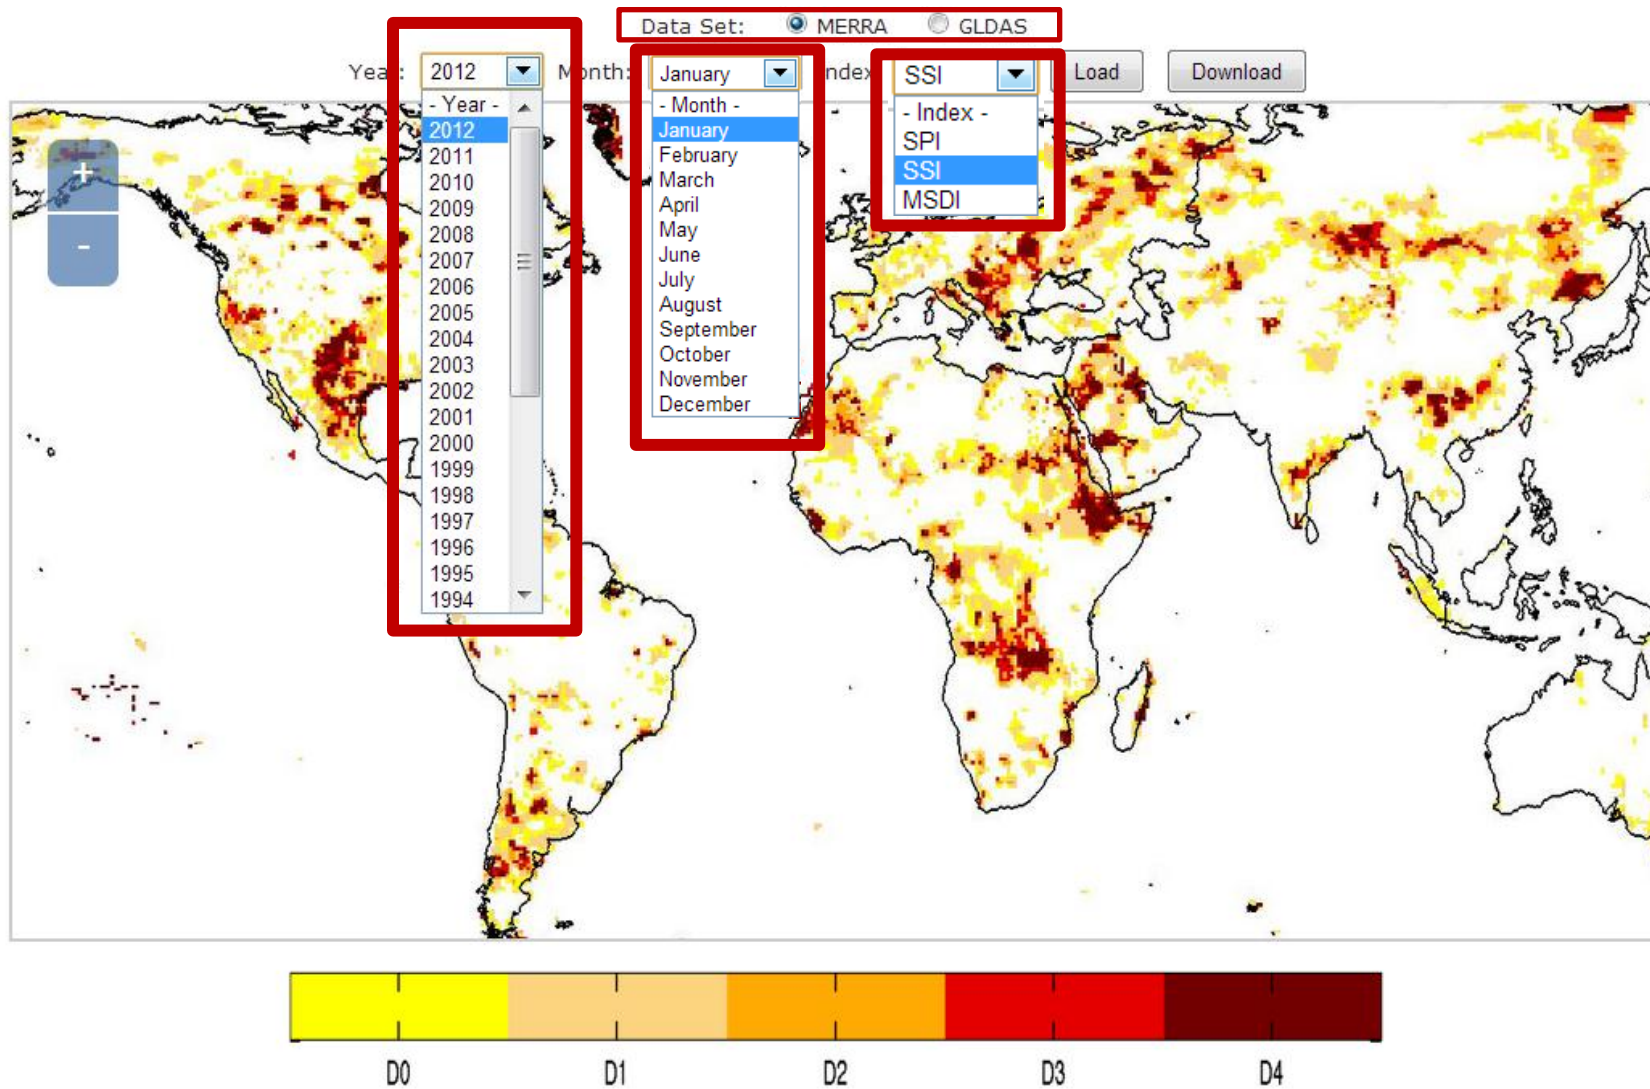 Data Set: MERRA GLDAS
Year: 2012 Month: January Index SSI Load Download
- Year -
2012
2011
2010
2009
2008
2007
2006
2005
2004
2003
2002
2001
2000
1999
1998
1997
1996
1995
1994
- Month -
January
February
March
April
May
June
July
August
September
October
November
December
- Index -
SPI
SSI
MSDI
+
-
D0 D1 D2 D3 D4